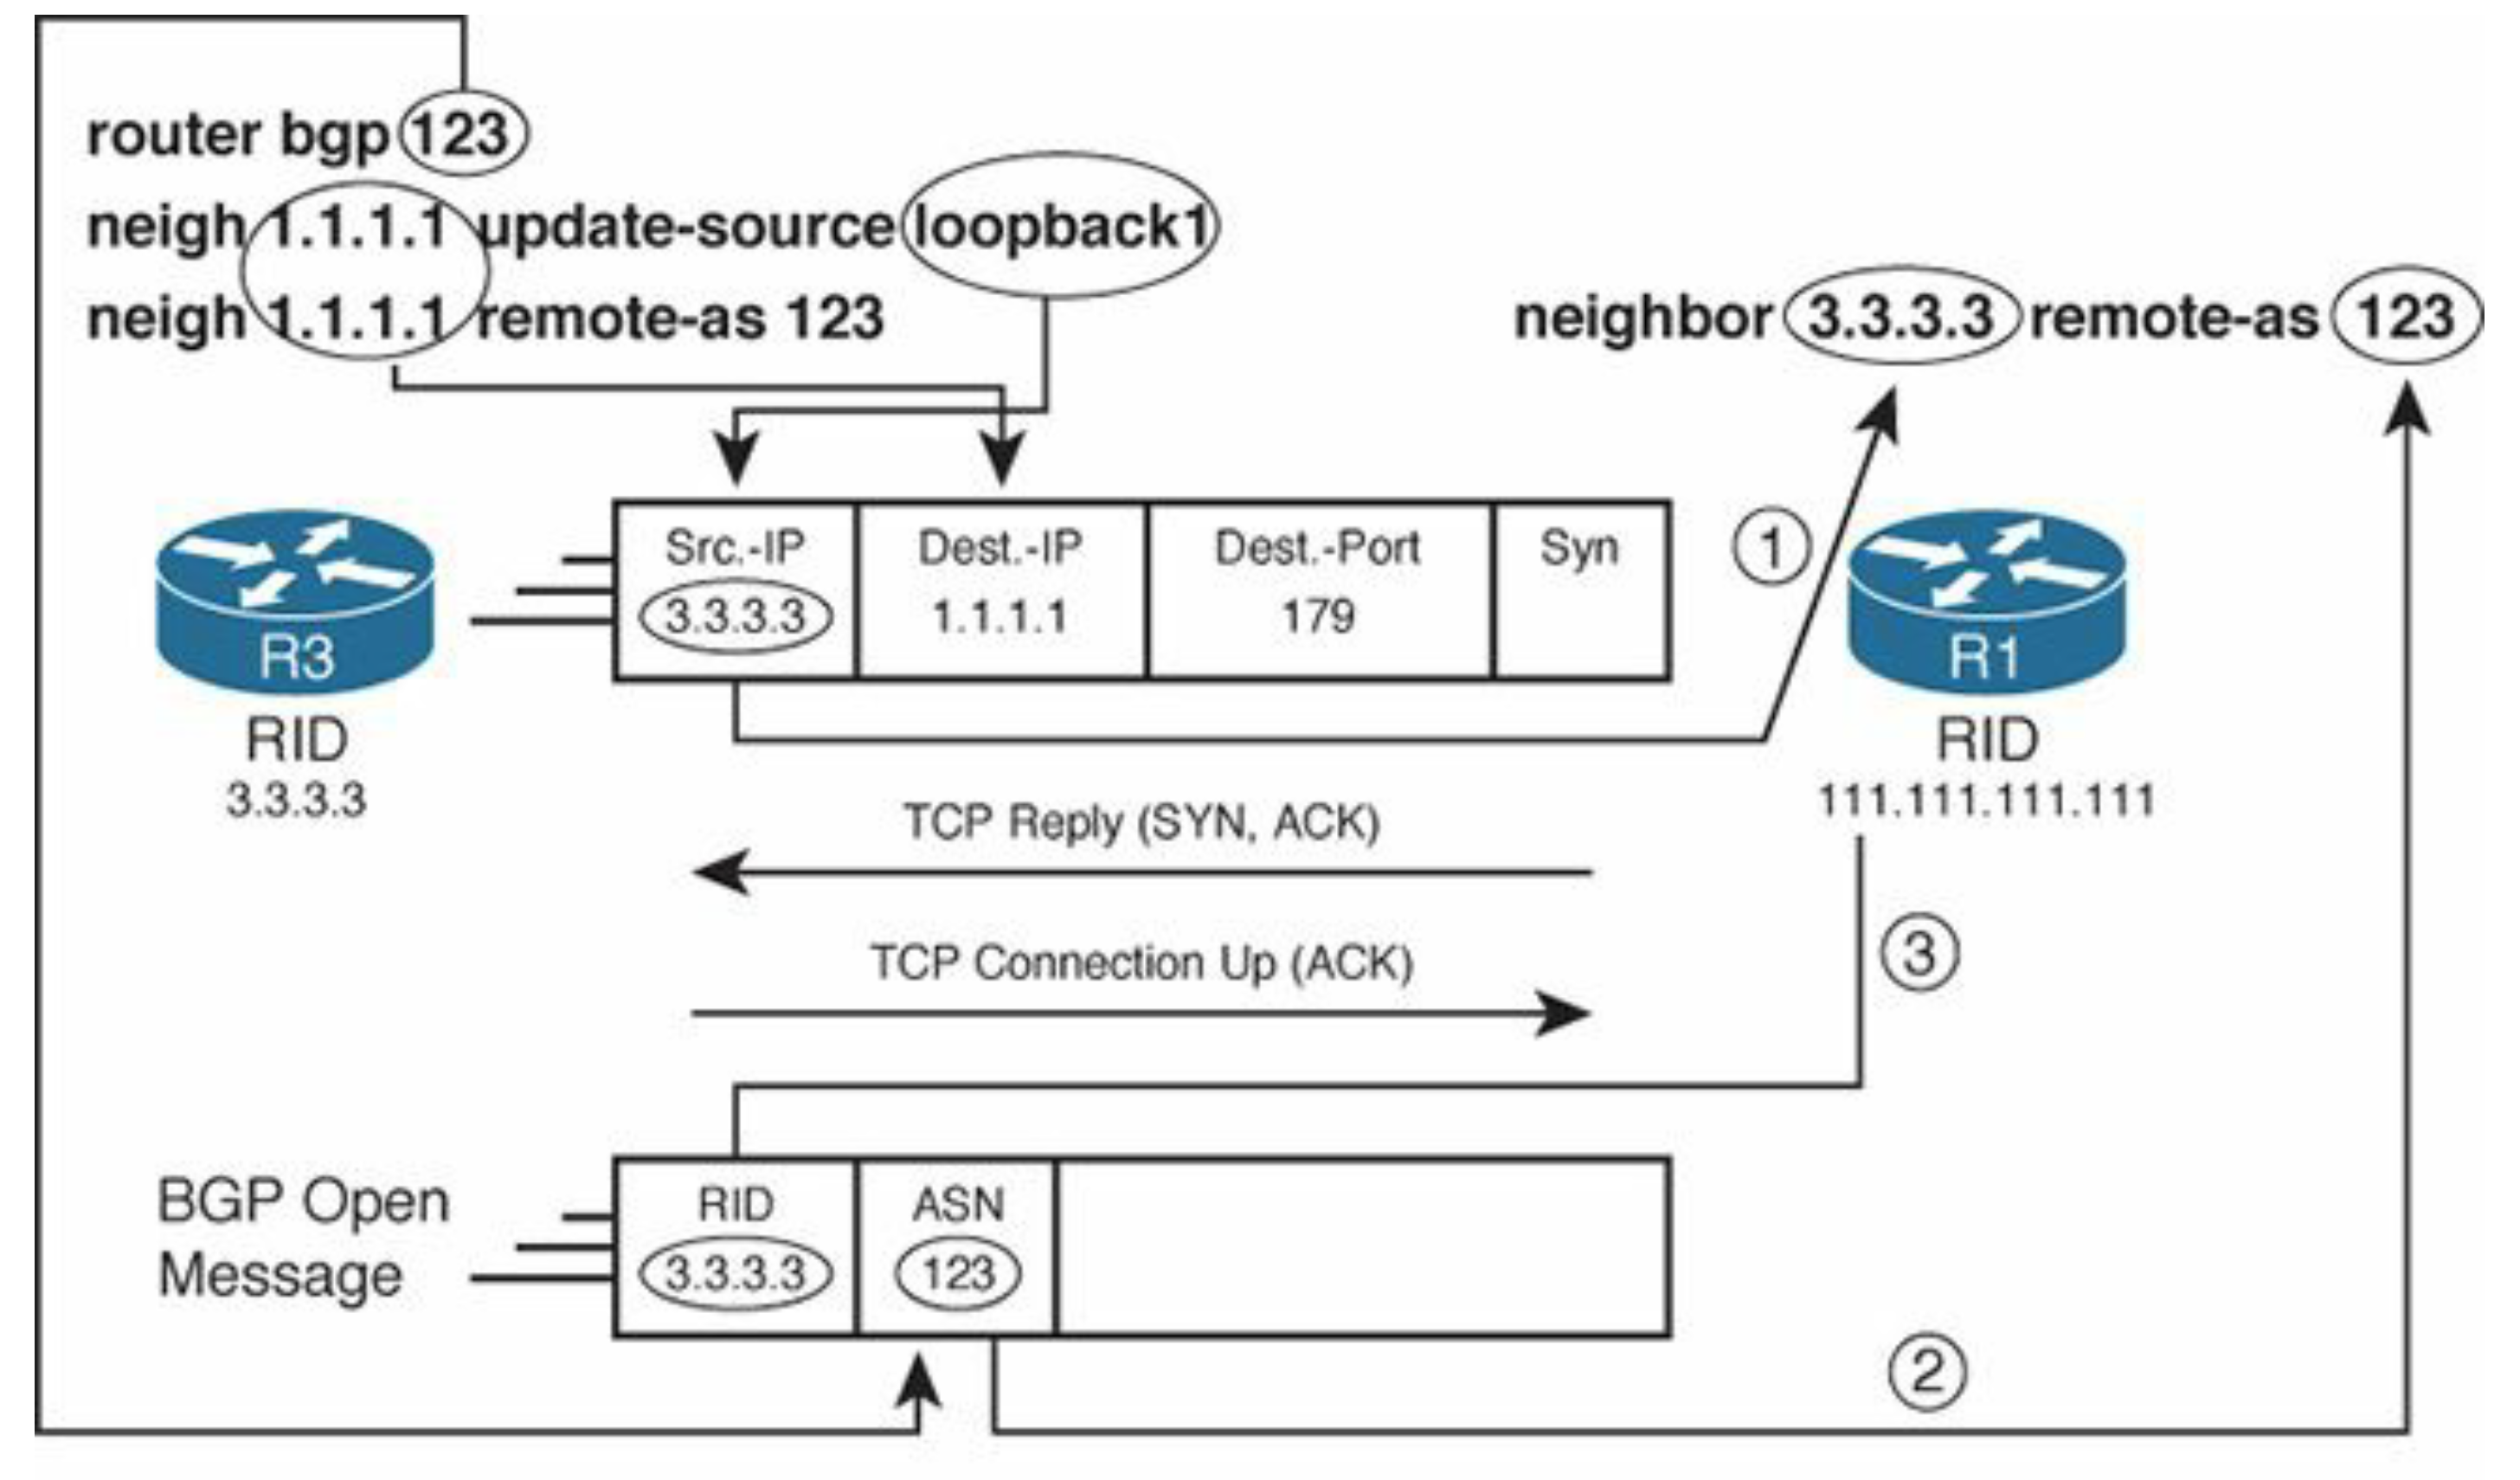 router bgp 123
neigh 1.1.1.1 update-source loopback1
neigh 1.1.1.1 remote-as 123
neighbor 3.3.3.3 remote-as 123
Src.-IP
3.3.3.3
Dest.-IP
1.1.1.1
Dest.-Port
179
Syn
1
R3
RID
3.3.3.3
R1
RID
111.111.111.111
TCP Reply (SYN, ACK)
TCP Connection Up (ACK)
3
BGP Open
Message
RID
3.3.3.3
ASN
123
2